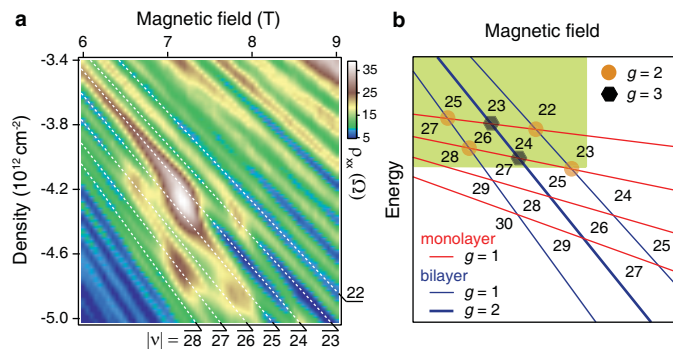 a
Magnetic field (T)
6 7 8 9
-3.4
-3.8
-4.2
-4.6
-5.0
Density (10¹² cm⁻²)
35
25
15
5
ρxx (Ω)
22
|ν| = 28 27 26 25 24 23
b
Magnetic field
Energy
g = 2
g = 3
25 23 22
27 26 24 23
28 27 25
29 28 24
30 29 26 25
27
monolayer
g = 1
bilayer
g = 1
g = 2